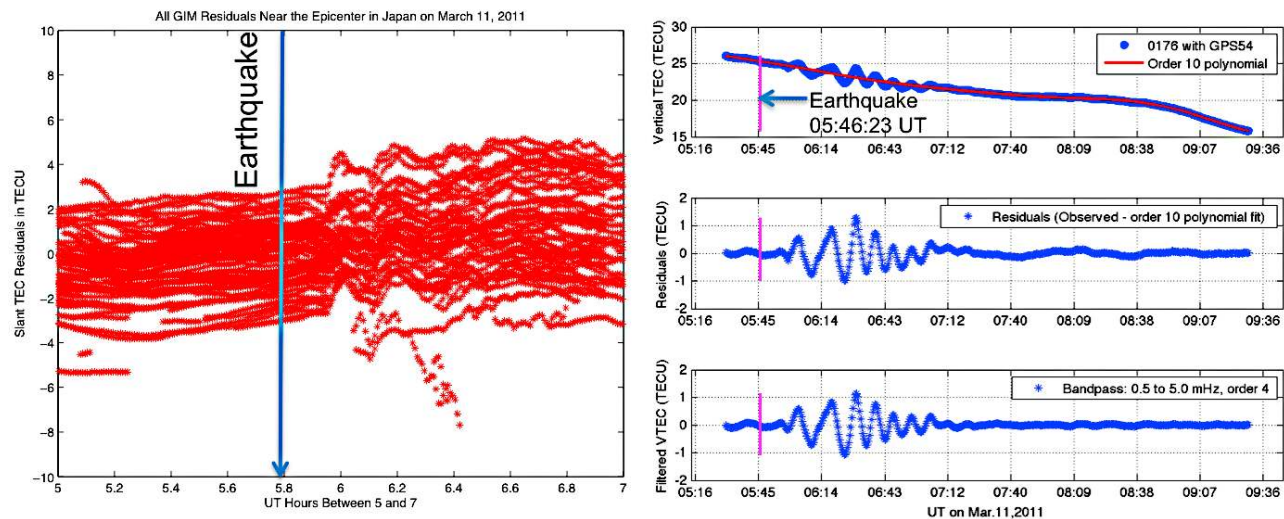 All GIM Residuals Near the Epicenter in Japan on March 11, 2011
Slant TEC Residuals in TECU
10
8
6
4
2
0
−2
−4
−6
−8
−10
Earthquake
5 5.2 5.4 5.6 5.8 6 6.2 6.4 6.6 6.8 7
UT Hours Between 5 and 7
Vertical TEC (TECU)
30
25
20
15
0176 with GPS54
Order 10 polynomial
Earthquake
05:46:23 UT
05:16 05:45 06:14 06:43 07:12 07:40 08:09 08:38 09:07 09:36
Residuals (TECU)
2
1
0
-1
-2
Residuals (Observed - order 10 polynomial fit)
05:16 05:45 06:14 06:43 07:12 07:40 08:09 08:38 09:07 09:36
Filtered VTEC (TECU)
2
1
0
-1
-2
Bandpass: 0.5 to 5.0 mHz, order 4
05:16 05:45 06:14 06:43 07:12 07:40 08:09 08:38 09:07 09:36
UT on Mar.11,2011